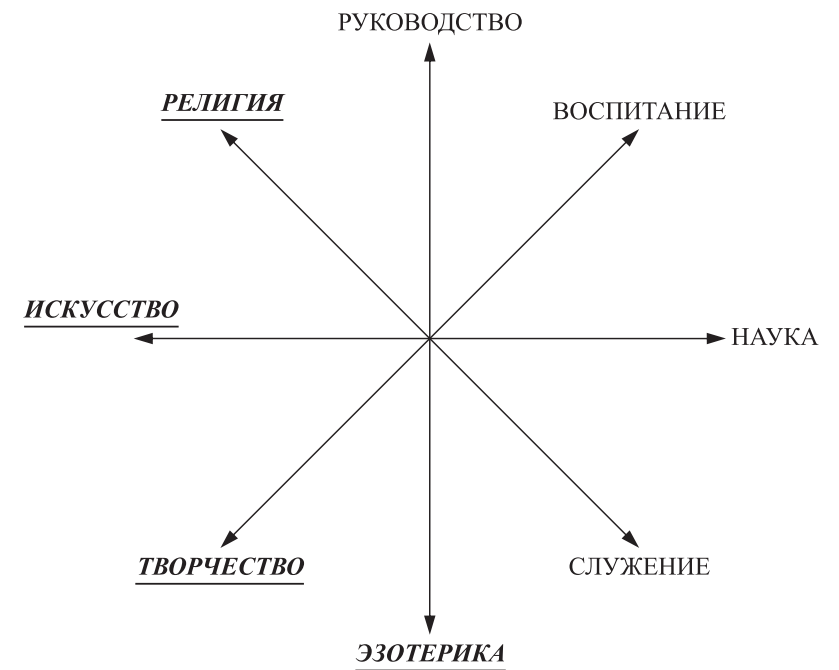 РУКОВОДСТВО
РЕЛИГИЯ
ВОСПИТАНИЕ
ИСКУССТВО
НАУКА
ТВОРЧЕСТВО
СЛУЖЕНИЕ
ЭЗОТЕРИКА